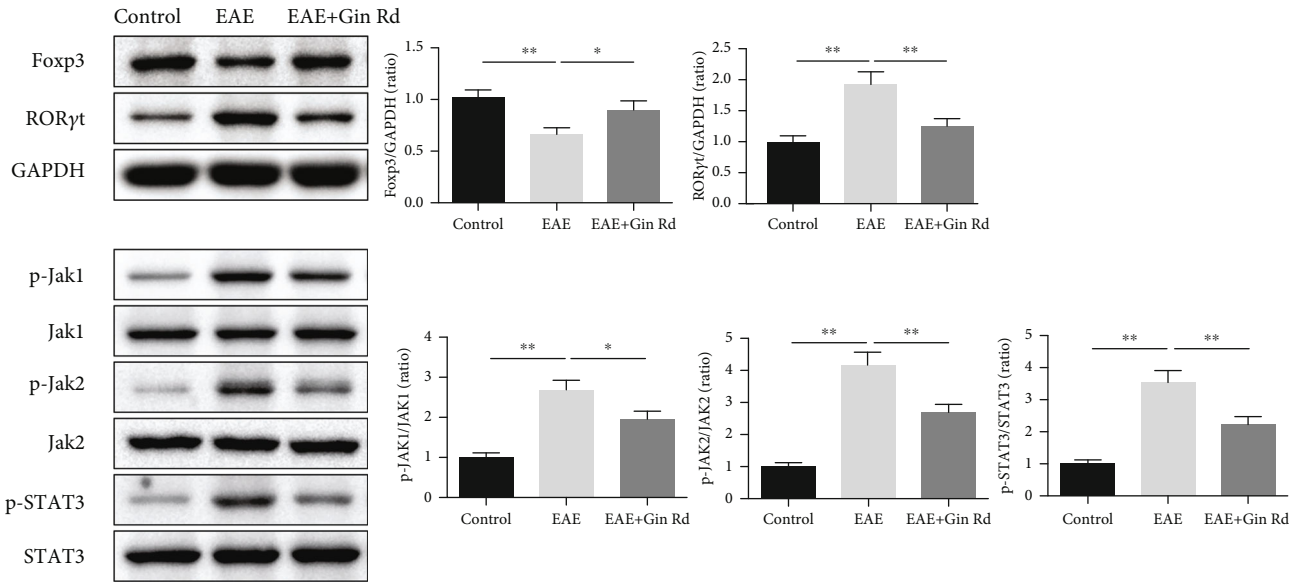 Control EAE EAE+Gin Rd
Foxp3
RORγt
GAPDH
Foxp3/GAPDH (ratio)
1.5
1.0
0.5
0.0
** *
Control EAE EAE+Gin Rd
RORγt/GAPDH (ratio)
2.5
2.0
1.5
1.0
0.5
0.0
** **
Control EAE EAE+Gin Rd
p-Jak1
Jak1
p-Jak2
Jak2
p-STAT3
STAT3
p-JAK1/JAK1 (ratio)
4
3
2
1
0
** *
Control EAE EAE+Gin Rd
p-JAK2/JAK2 (ratio)
5
4
3
2
1
0
** **
Control EAE EAE+Gin Rd
p-STAT3/STAT3 (ratio)
5
4
3
2
1
0
** **
Control EAE EAE+Gin Rd